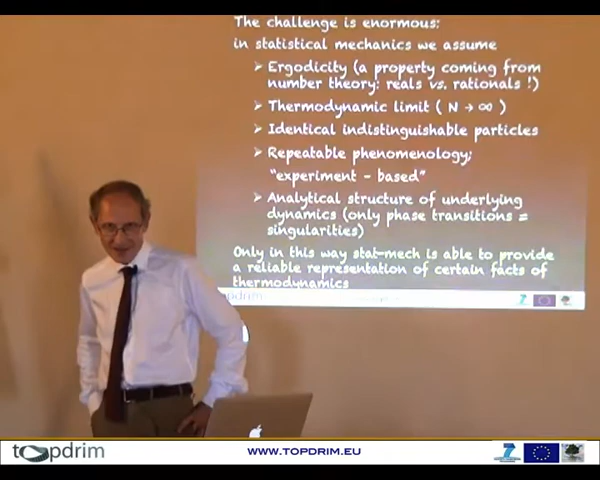 The challenge is enormous:
in statistical mechanics we assume
➢ Ergodicity (a property coming from
number theory: reals vs. rationals !)
➢ Thermodynamic limit ( N → ∞ )
➢ Identical indistinguishable particles
➢ Repeatable phenomenology;
"experiment - based"
➢ Analytical structure of underlying
dynamics (only phase transitions =
singularities)
Only in this way stat-mech is able to provide
a reliable representation of certain facts of
thermodynamics
topdrim
WWW.TOPDRIM.EU